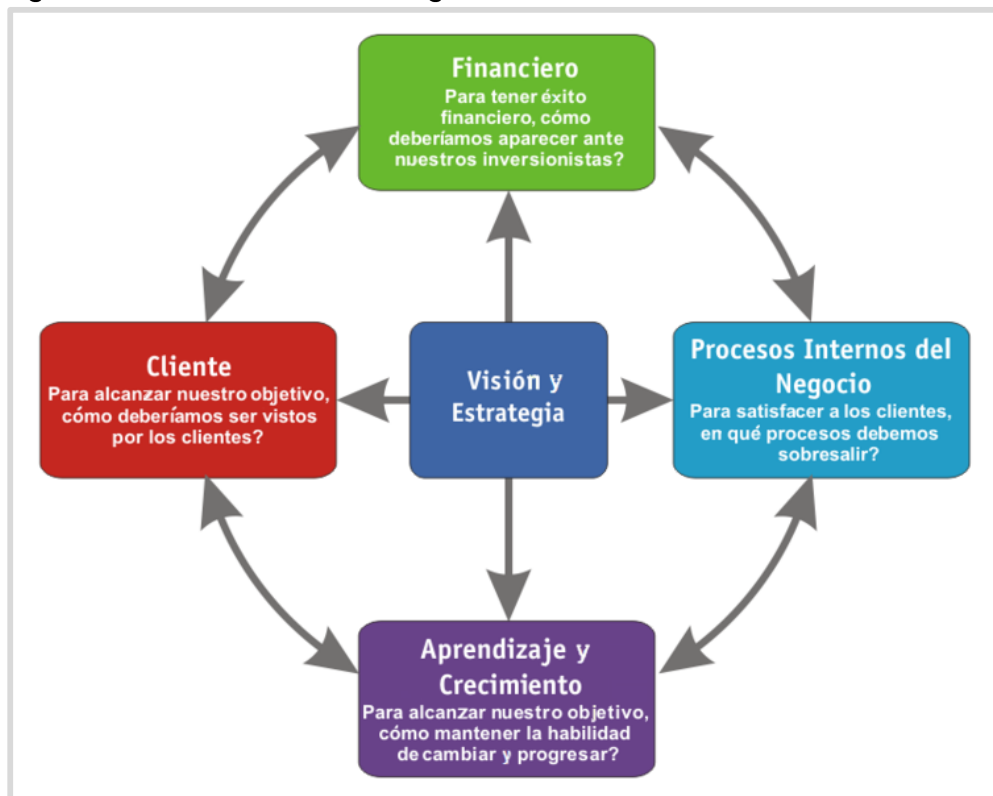 Financiero
Para tener éxito
financiero, cómo
deberíamos aparecer ante
nuestros inversionistas?
Cliente
Para alcanzar nuestro objetivo,
cómo deberíamos ser vistos
por los clientes?
Visión y
Estrategia
Procesos Internos del
Negocio
Para satisfacer a los clientes,
en qué procesos debemos
sobresalir?
Aprendizaje y
Crecimiento
Para alcanzar nuestro objetivo,
cómo mantener la habilidad
de cambiar y progresar?